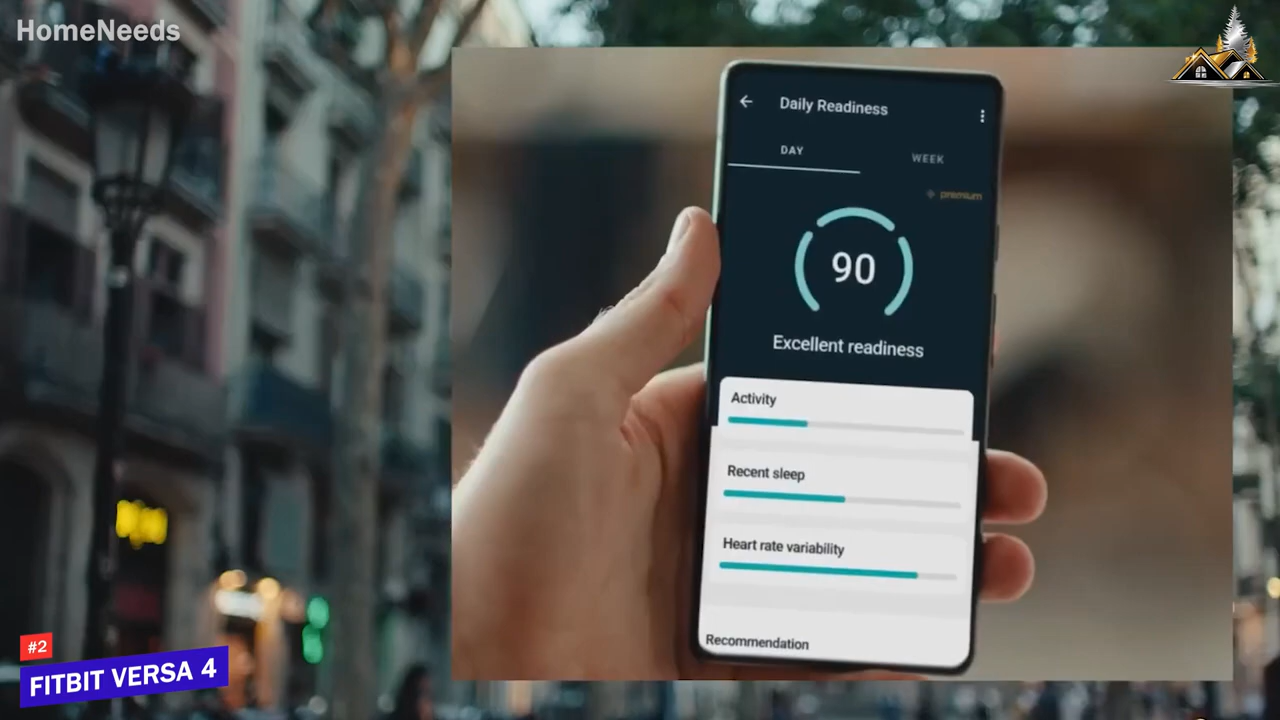 HomeNeeds
Daily Readiness
DAY
WEEK
premium
90
Excellent readiness
Activity
Recent sleep
Heart rate variability
Recommendation
#2
FITBIT VERSA 4